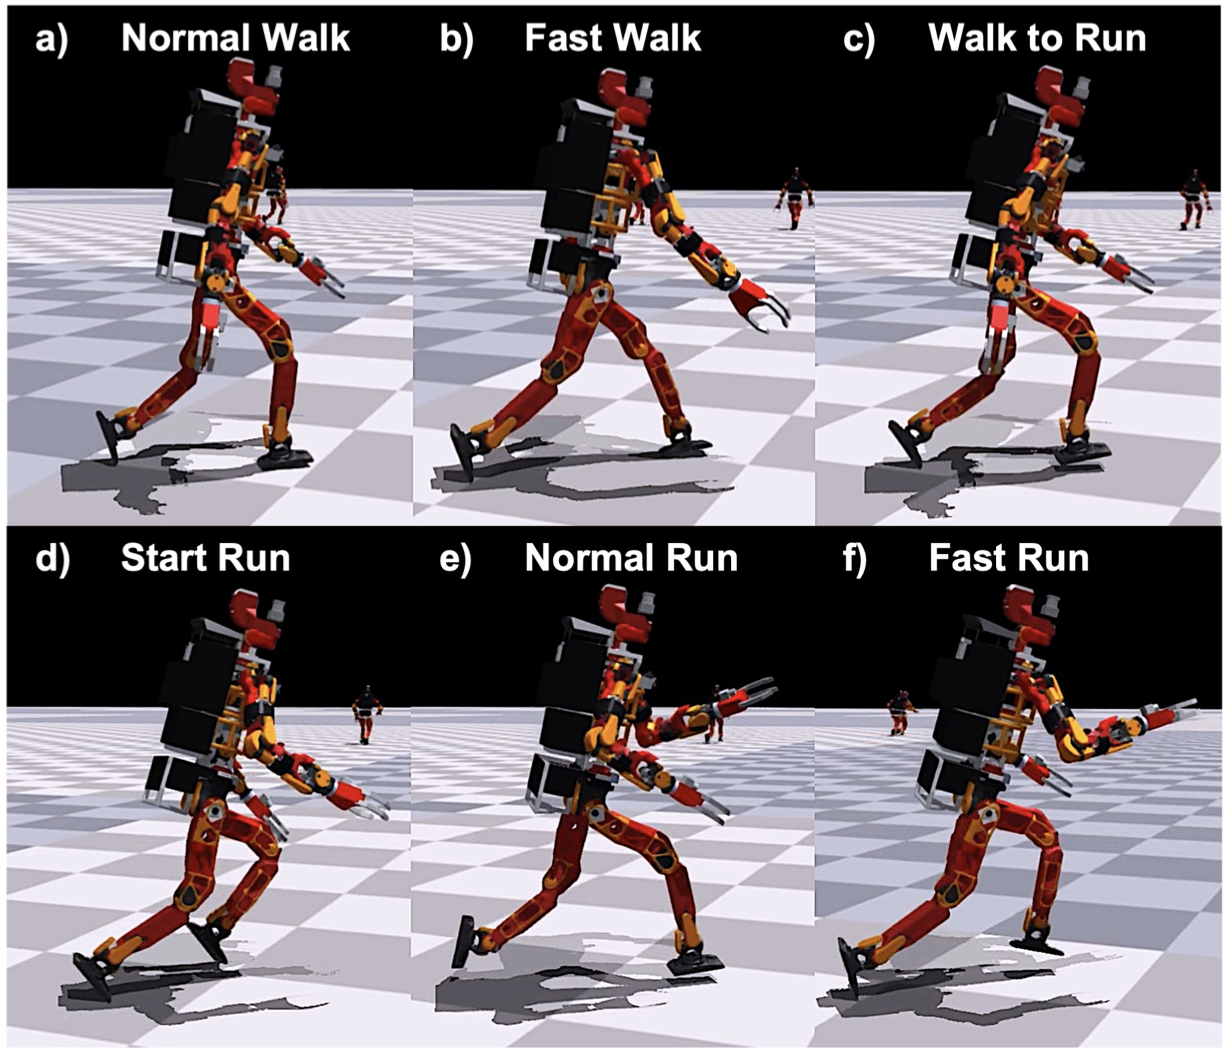 a) Normal Walk
b) Fast Walk
c) Walk to Run
d) Start Run
e) Normal Run
f) Fast Run